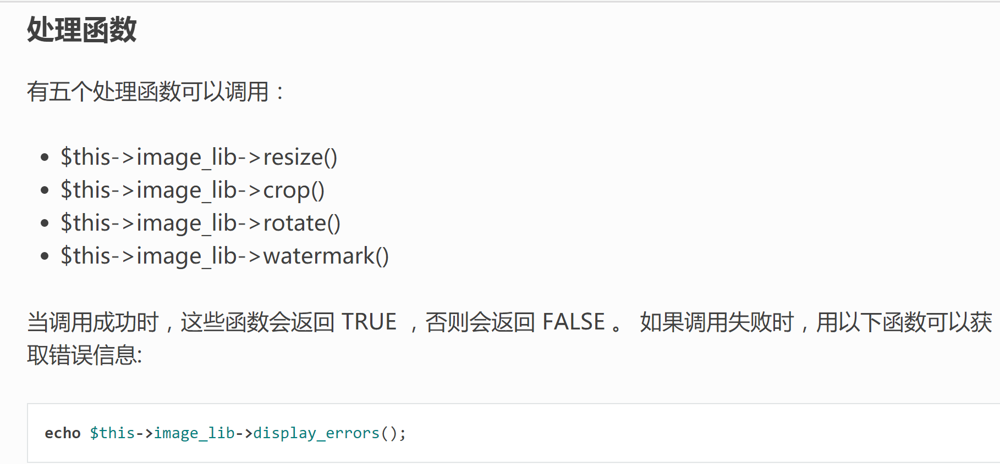 处理函数
有五个处理函数可以调用：
• $this->image_lib->resize()
• $this->image_lib->crop()
• $this->image_lib->rotate()
• $this->image_lib->watermark()
当调用成功时，这些函数会返回 TRUE ，否则会返回 FALSE 。 如果调用失败时，用以下函数可以获
取错误信息:
echo $this->image_lib->display_errors();